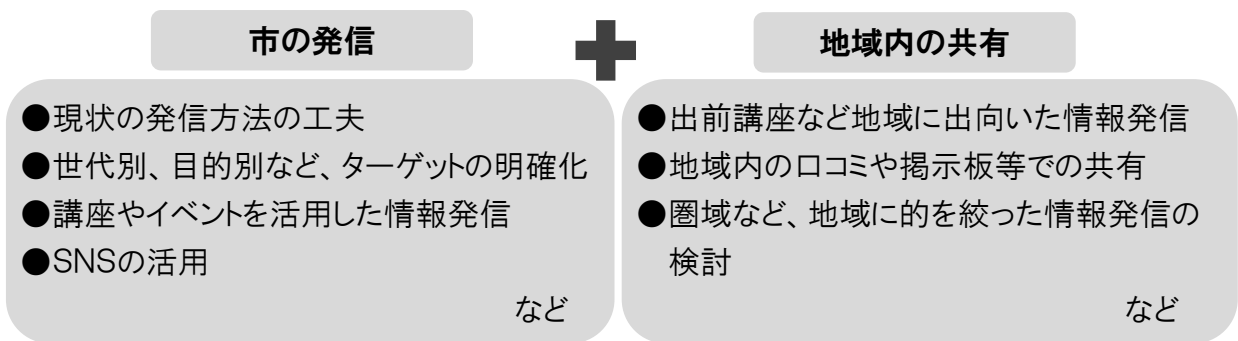 市の発信
●現状の発信方法の工夫
●世代別、目的別など、ターゲットの明確化
●講座やイベントを活用した情報発信
●SNSの活用
など
地域内の共有
●出前講座など地域に出向いた情報発信
●地域内の口コミや掲示板等での共有
●圏域など、地域に的を絞った情報発信の
検討
など